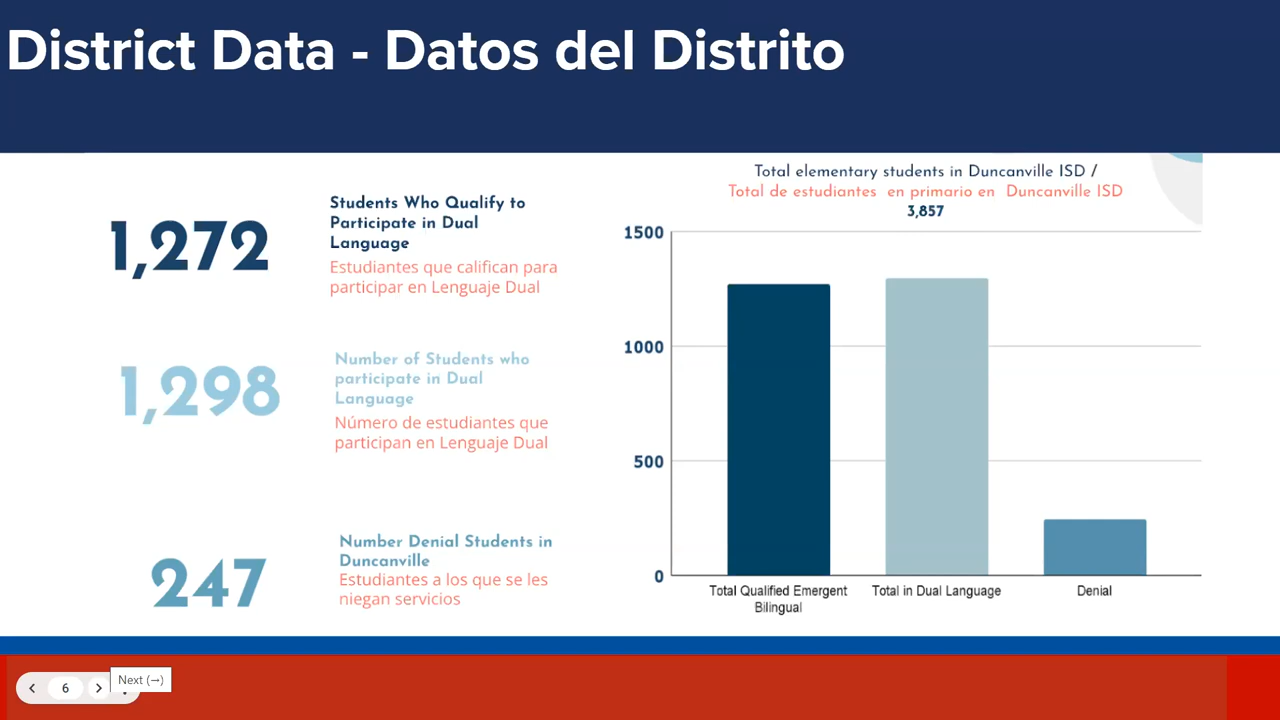 District Data - Datos del Distrito
1,272
Students Who Qualify to
Participate in Dual
Language
Estudiantes que califican para
participar en Lenguaje Dual
1,298
Number of Students who
participate in Dual
Language
Número de estudiantes que
participan en Lenguaje Dual
247
Number Denial Students in
Duncanville
Estudiantes a los que se les
niegan servicios
Total elementary students in Duncanville ISD /
Total de estudiantes en primario en Duncanville ISD
3,857
1500
1000
500
0
Total Qualified Emergent
Bilingual
Total in Dual Language
Denial
6
Next (→)